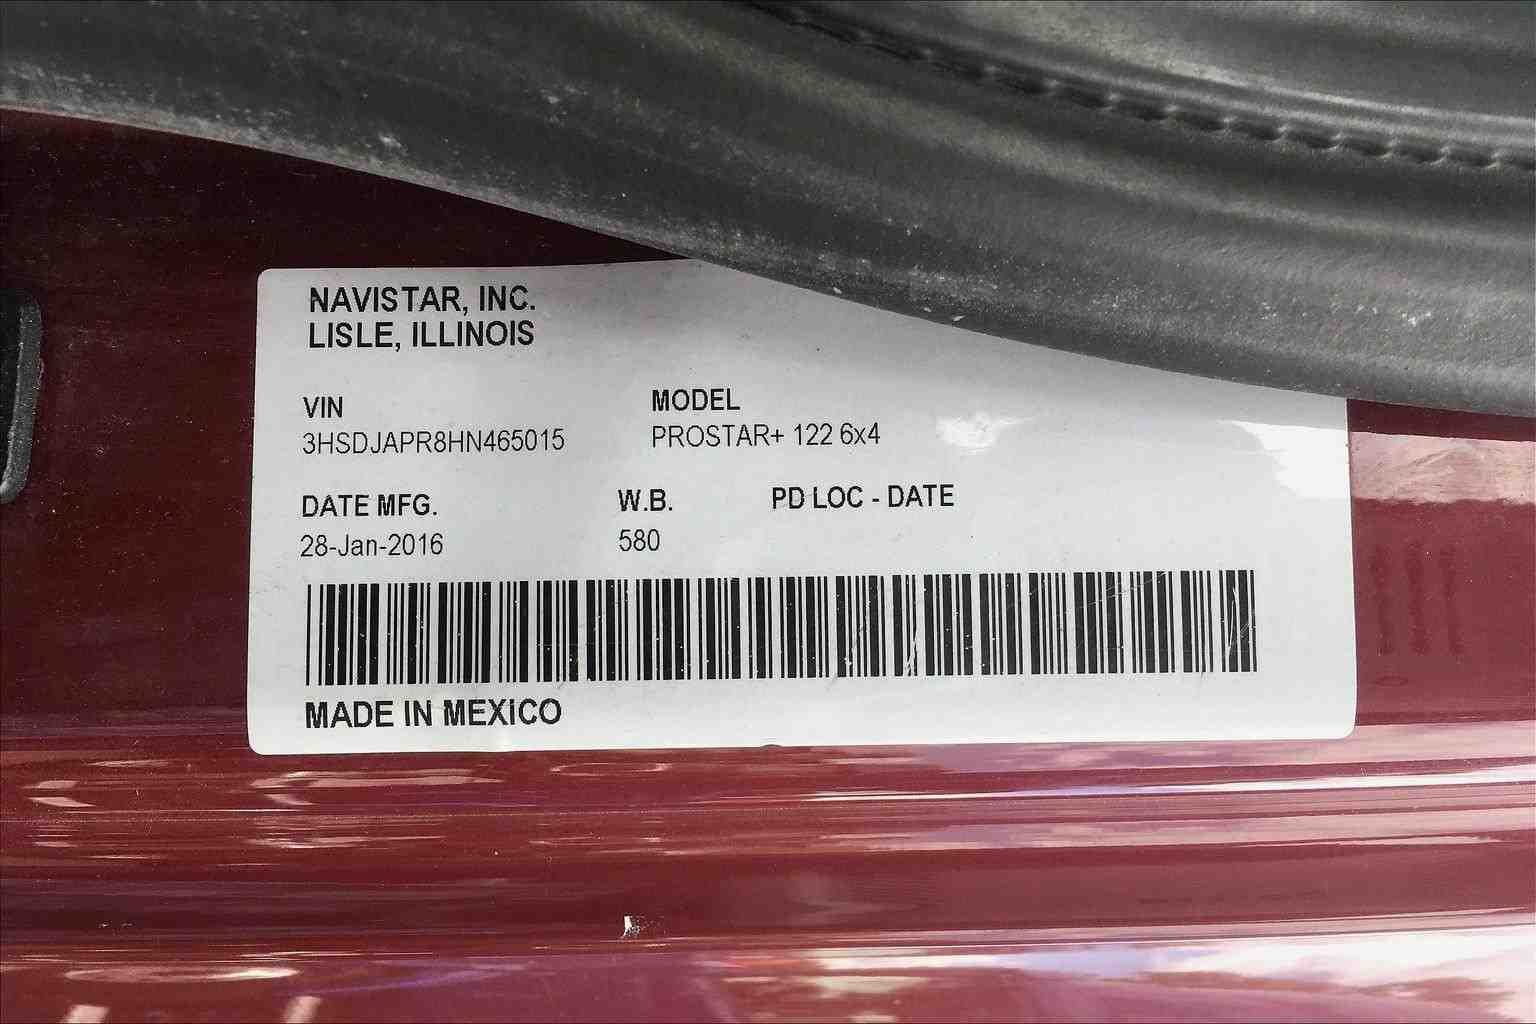 NAVISTAR, INC.
LISLE, ILLINOIS
VIN MODEL
3HSDJAPR8HN465015 PROSTAR+ 122 6x4
DATE MFG. W.B. PD LOC - DATE
28-Jan-2016 580
MADE IN MEXICO